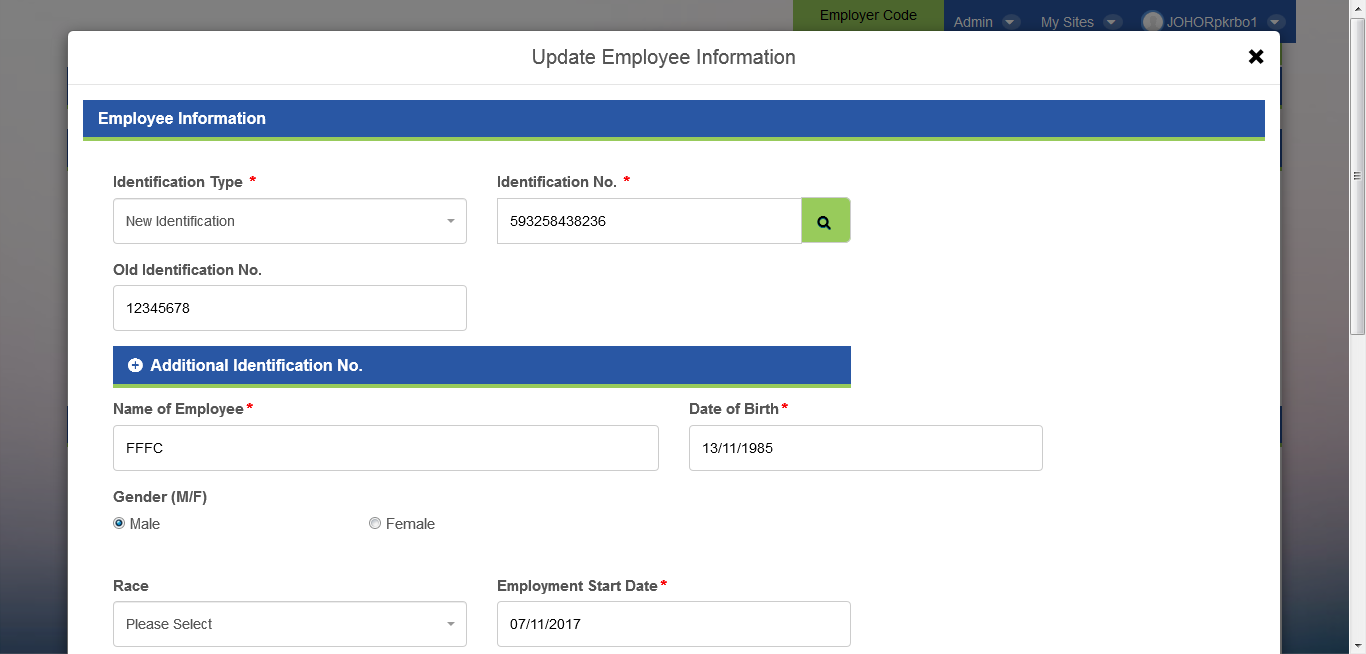 Employer Code
Admin My Sites JOHORpkrbo1
Update Employee Information
Employee Information
Identification Type * Identification No. *
New Identification 593258438236
Old Identification No.
12345678
Additional Identification No.
Name of Employee* Date of Birth*
FFFC 13/11/1985
Gender (M/F)
Male Female
Race Employment Start Date*
Please Select 07/11/2017